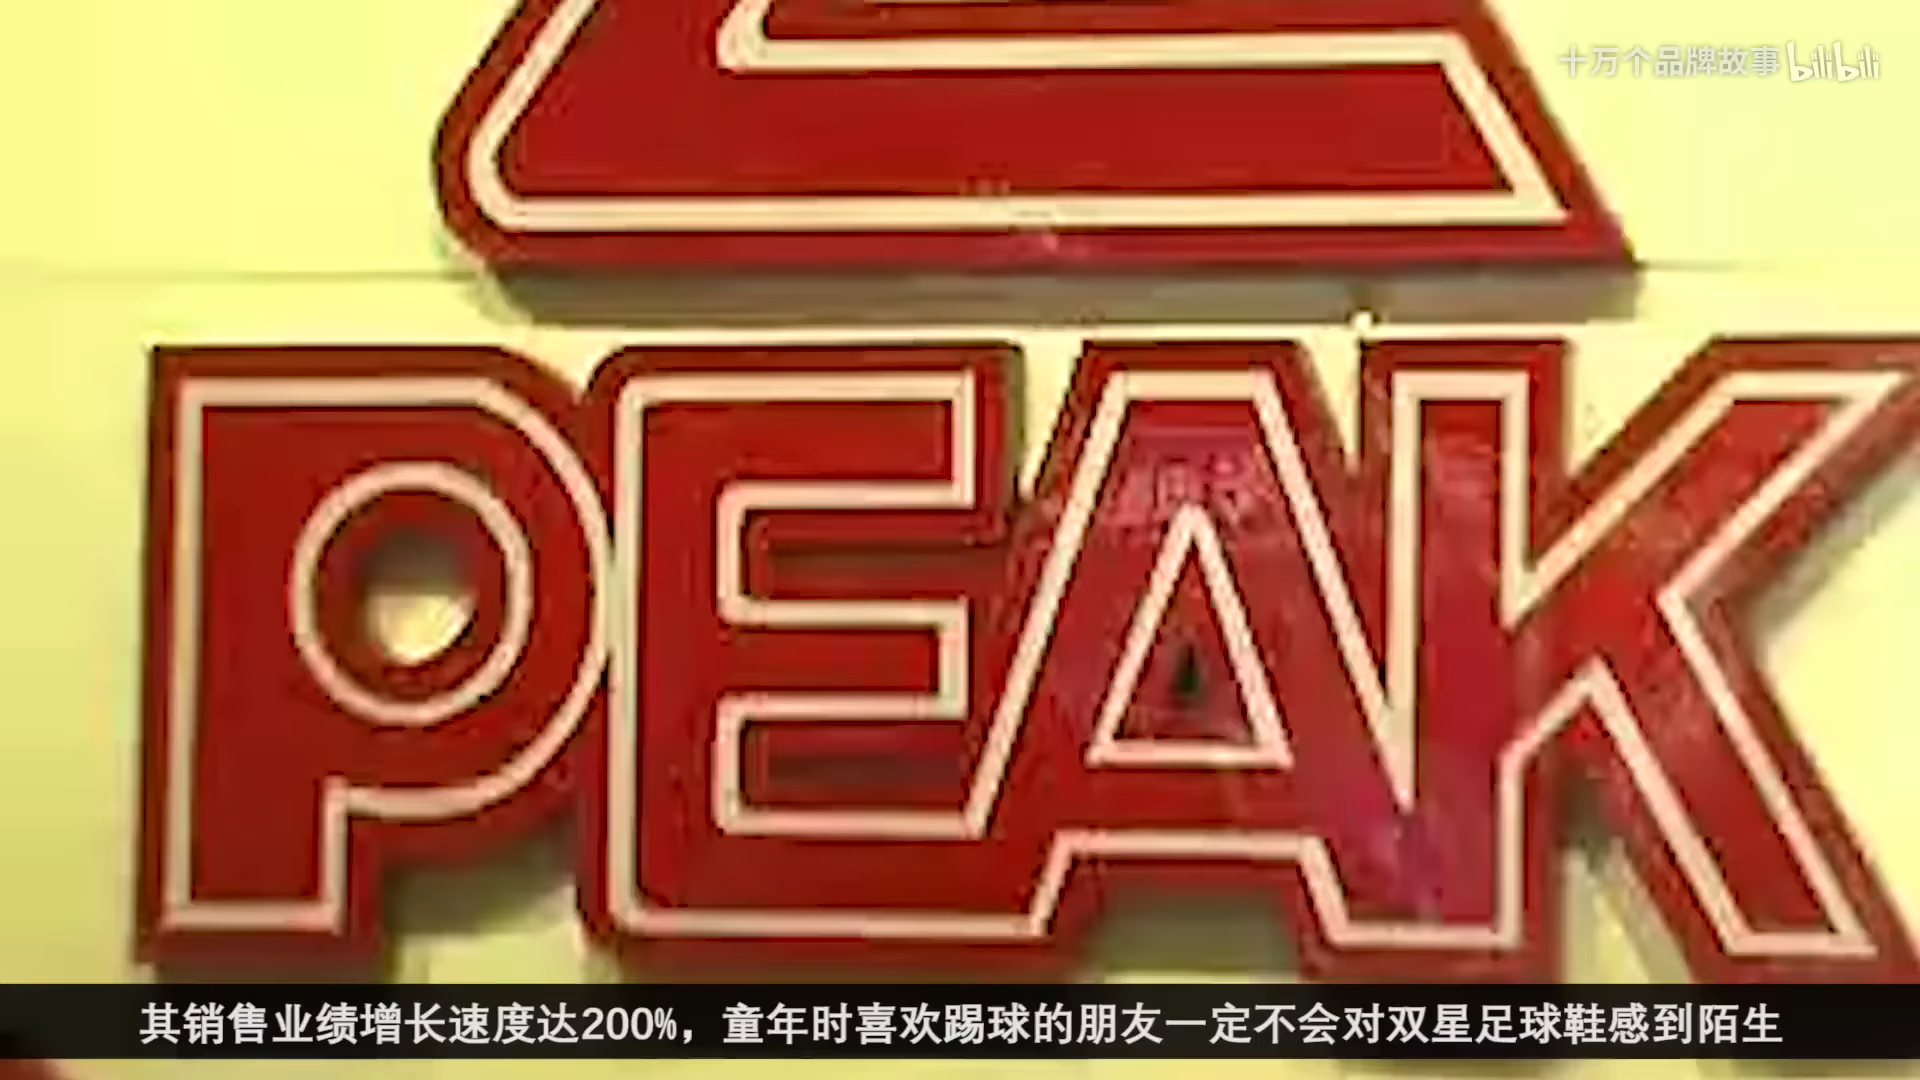 十万个品牌故事 bilibili
PEAK
其销售业绩增长速度达200%，童年时喜欢踢球的朋友一定不会对双星足球鞋感到陌生